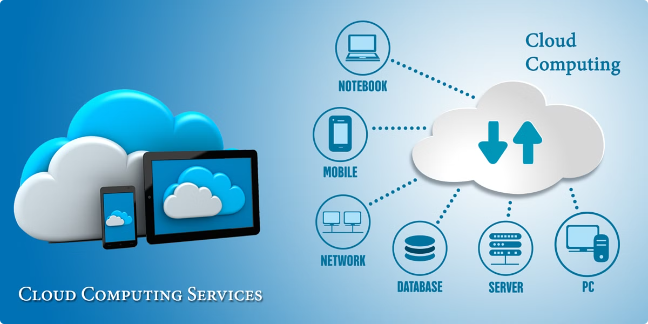 Cloud
Computing
NOTEBOOK
MOBILE
NETWORK
DATABASE
SERVER
PC
CLOUD COMPUTING SERVICES